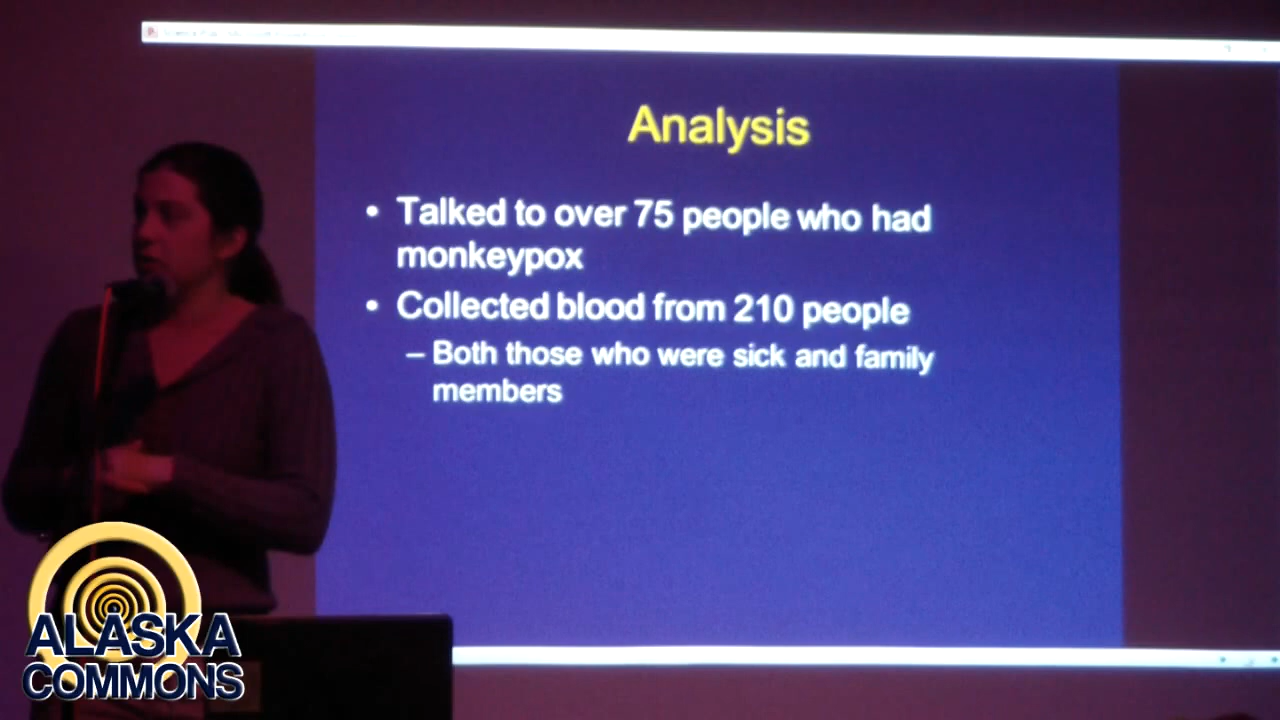 Analysis
• Talked to over 75 people who had
monkeypox
• Collected blood from 210 people
– Both those who were sick and family
members
ALASKA
COMMONS